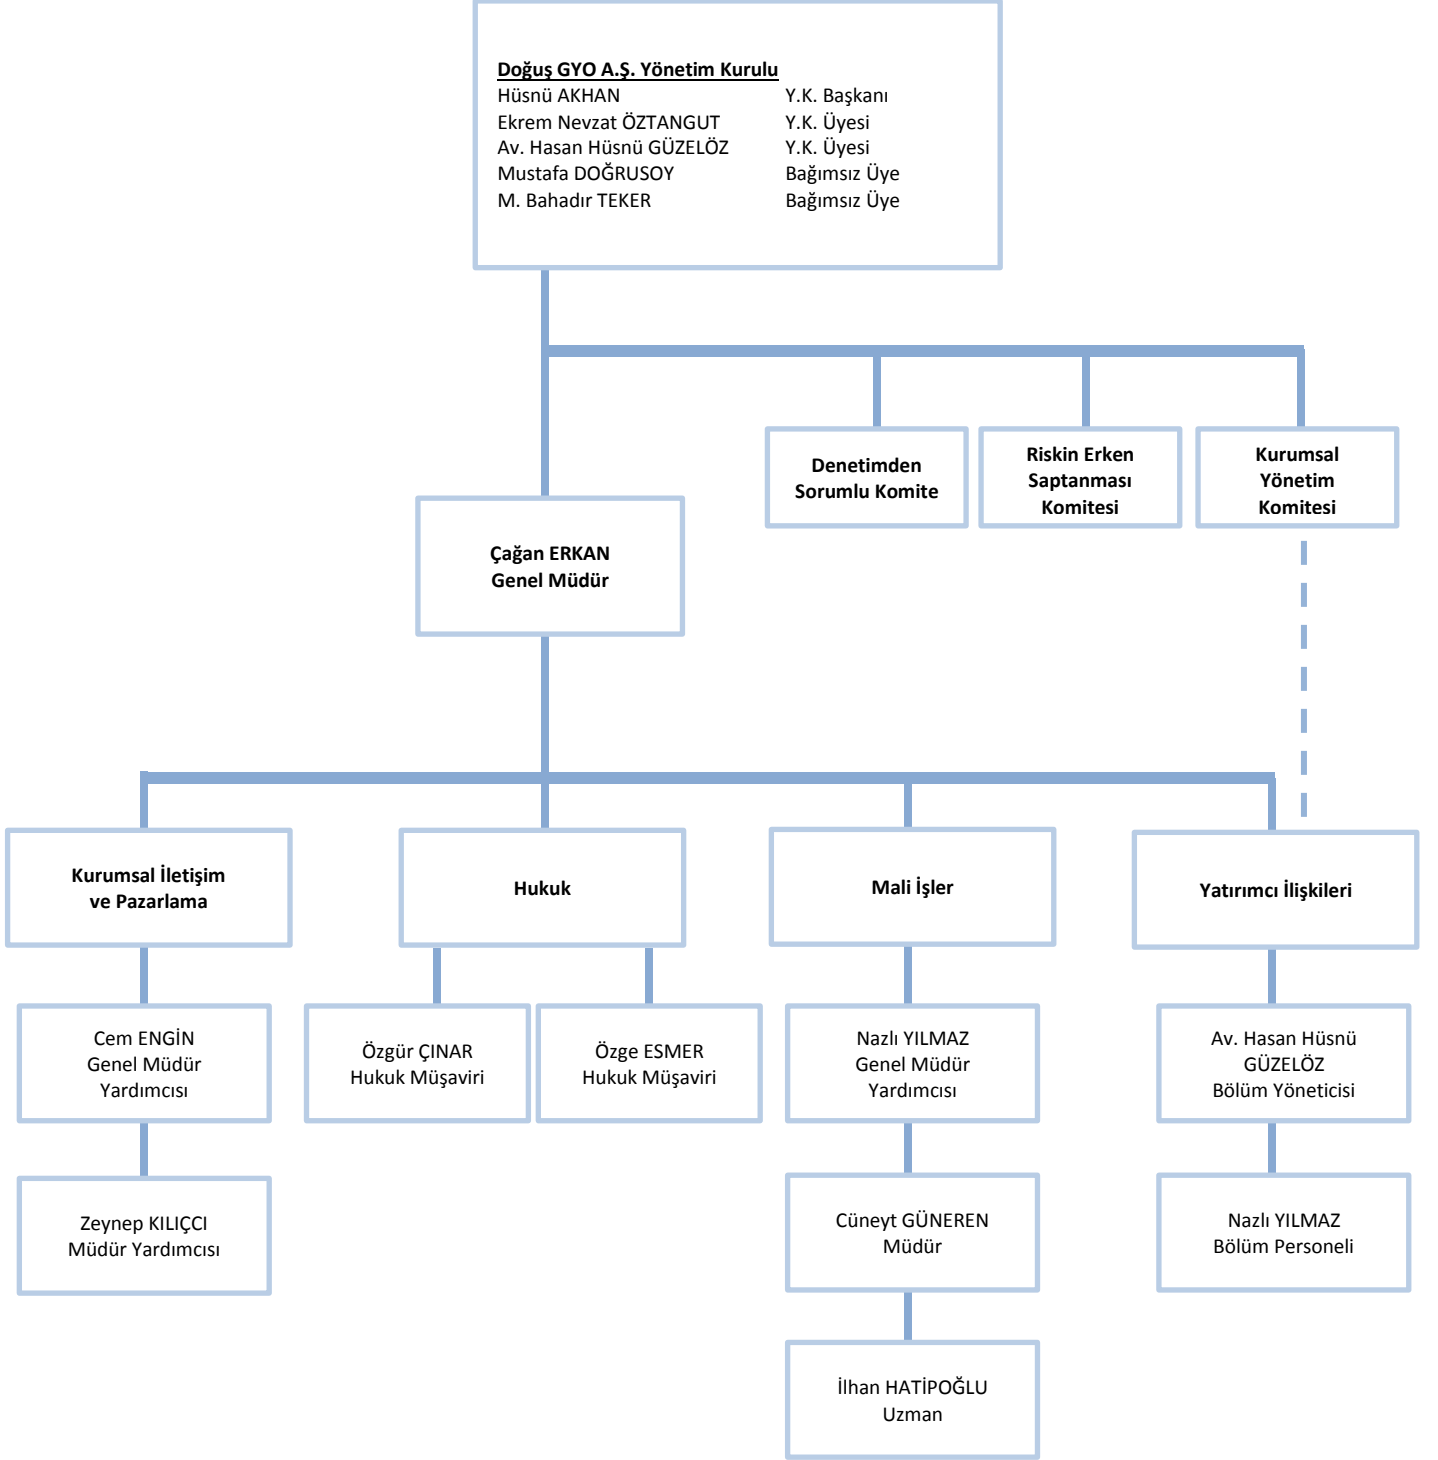 Doğuş GYO A.Ş. Yönetim Kurulu
Hüsnü AKHAN Y.K. Başkanı
Ekrem Nevzat ÖZTANGUT Y.K. Üyesi
Av. Hasan Hüsnü GÜZELÖZ Y.K. Üyesi
Mustafa DOĞRUSOY Bağımsız Üye
M. Bahadır TEKER Bağımsız Üye
Denetimden
Sorumlu Komite
Riskin Erken
Saptanması
Komitesi
Kurumsal
Yönetim
Komitesi
Çağan ERKAN
Genel Müdür
Kurumsal İletişim
ve Pazarlama
Hukuk
Mali İşler
Yatırımcı İlişkileri
Cem ENGİN
Genel Müdür
Yardımcısı
Özgür ÇINAR
Hukuk Müşaviri
Özge ESMER
Hukuk Müşaviri
Nazlı YILMAZ
Genel Müdür
Yardımcısı
Av. Hasan Hüsnü
GÜZELÖZ
Bölüm Yöneticisi
Zeynep KILIÇCI
Müdür Yardımcısı
Cüneyt GÜNEREN
Müdür
Nazlı YILMAZ
Bölüm Personeli
İlhan HATİPOĞLU
Uzman